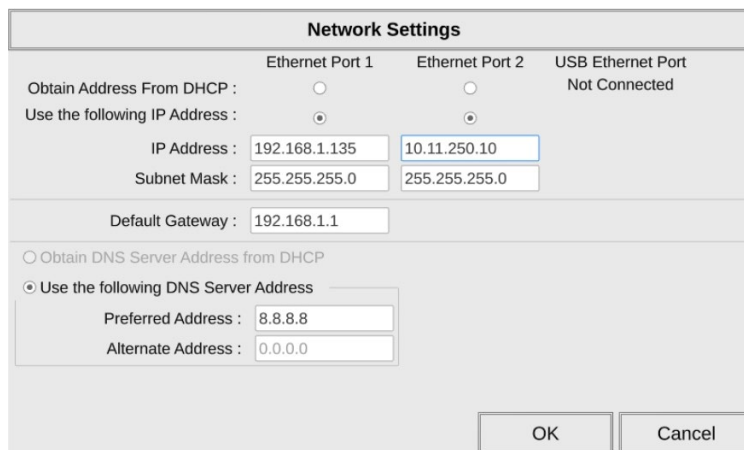 Network Settings
Ethernet Port 1 Ethernet Port 2 USB Ethernet Port
Obtain Address From DHCP : Not Connected
Use the following IP Address :
IP Address : 192.168.1.135 10.11.250.10
Subnet Mask : 255.255.255.0 255.255.255.0
Default Gateway : 192.168.1.1
Obtain DNS Server Address from DHCP
Use the following DNS Server Address
Preferred Address : 8.8.8.8
Alternate Address : 0.0.0.0
OK Cancel